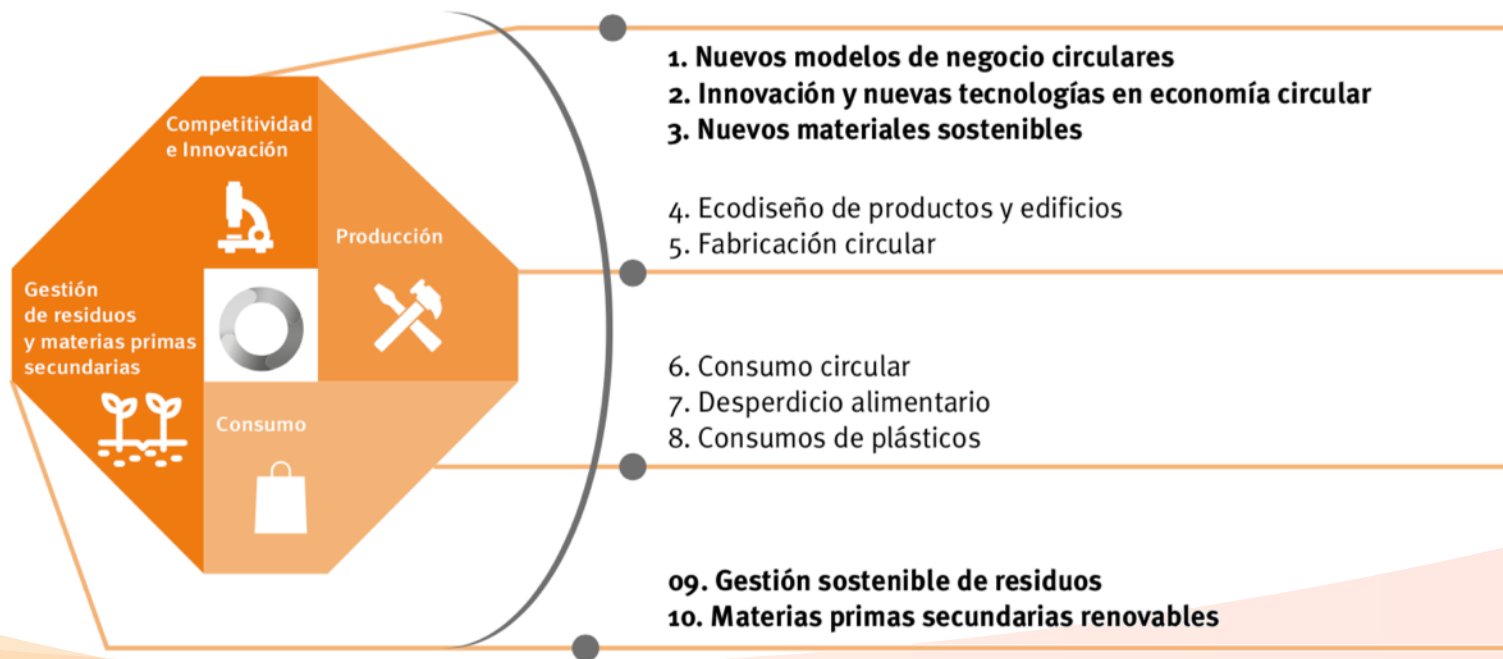 Competitividad
e Innovación
Producción
Gestión
de residuos
y materias primas
secundarias
Consumo
1. Nuevos modelos de negocio circulares
2. Innovación y nuevas tecnologías en economía circular
3. Nuevos materiales sostenibles
4. Ecodiseño de productos y edificios
5. Fabricación circular
6. Consumo circular
7. Desperdicio alimentario
8. Consumos de plásticos
09. Gestión sostenible de residuos
10. Materias primas secundarias renovables